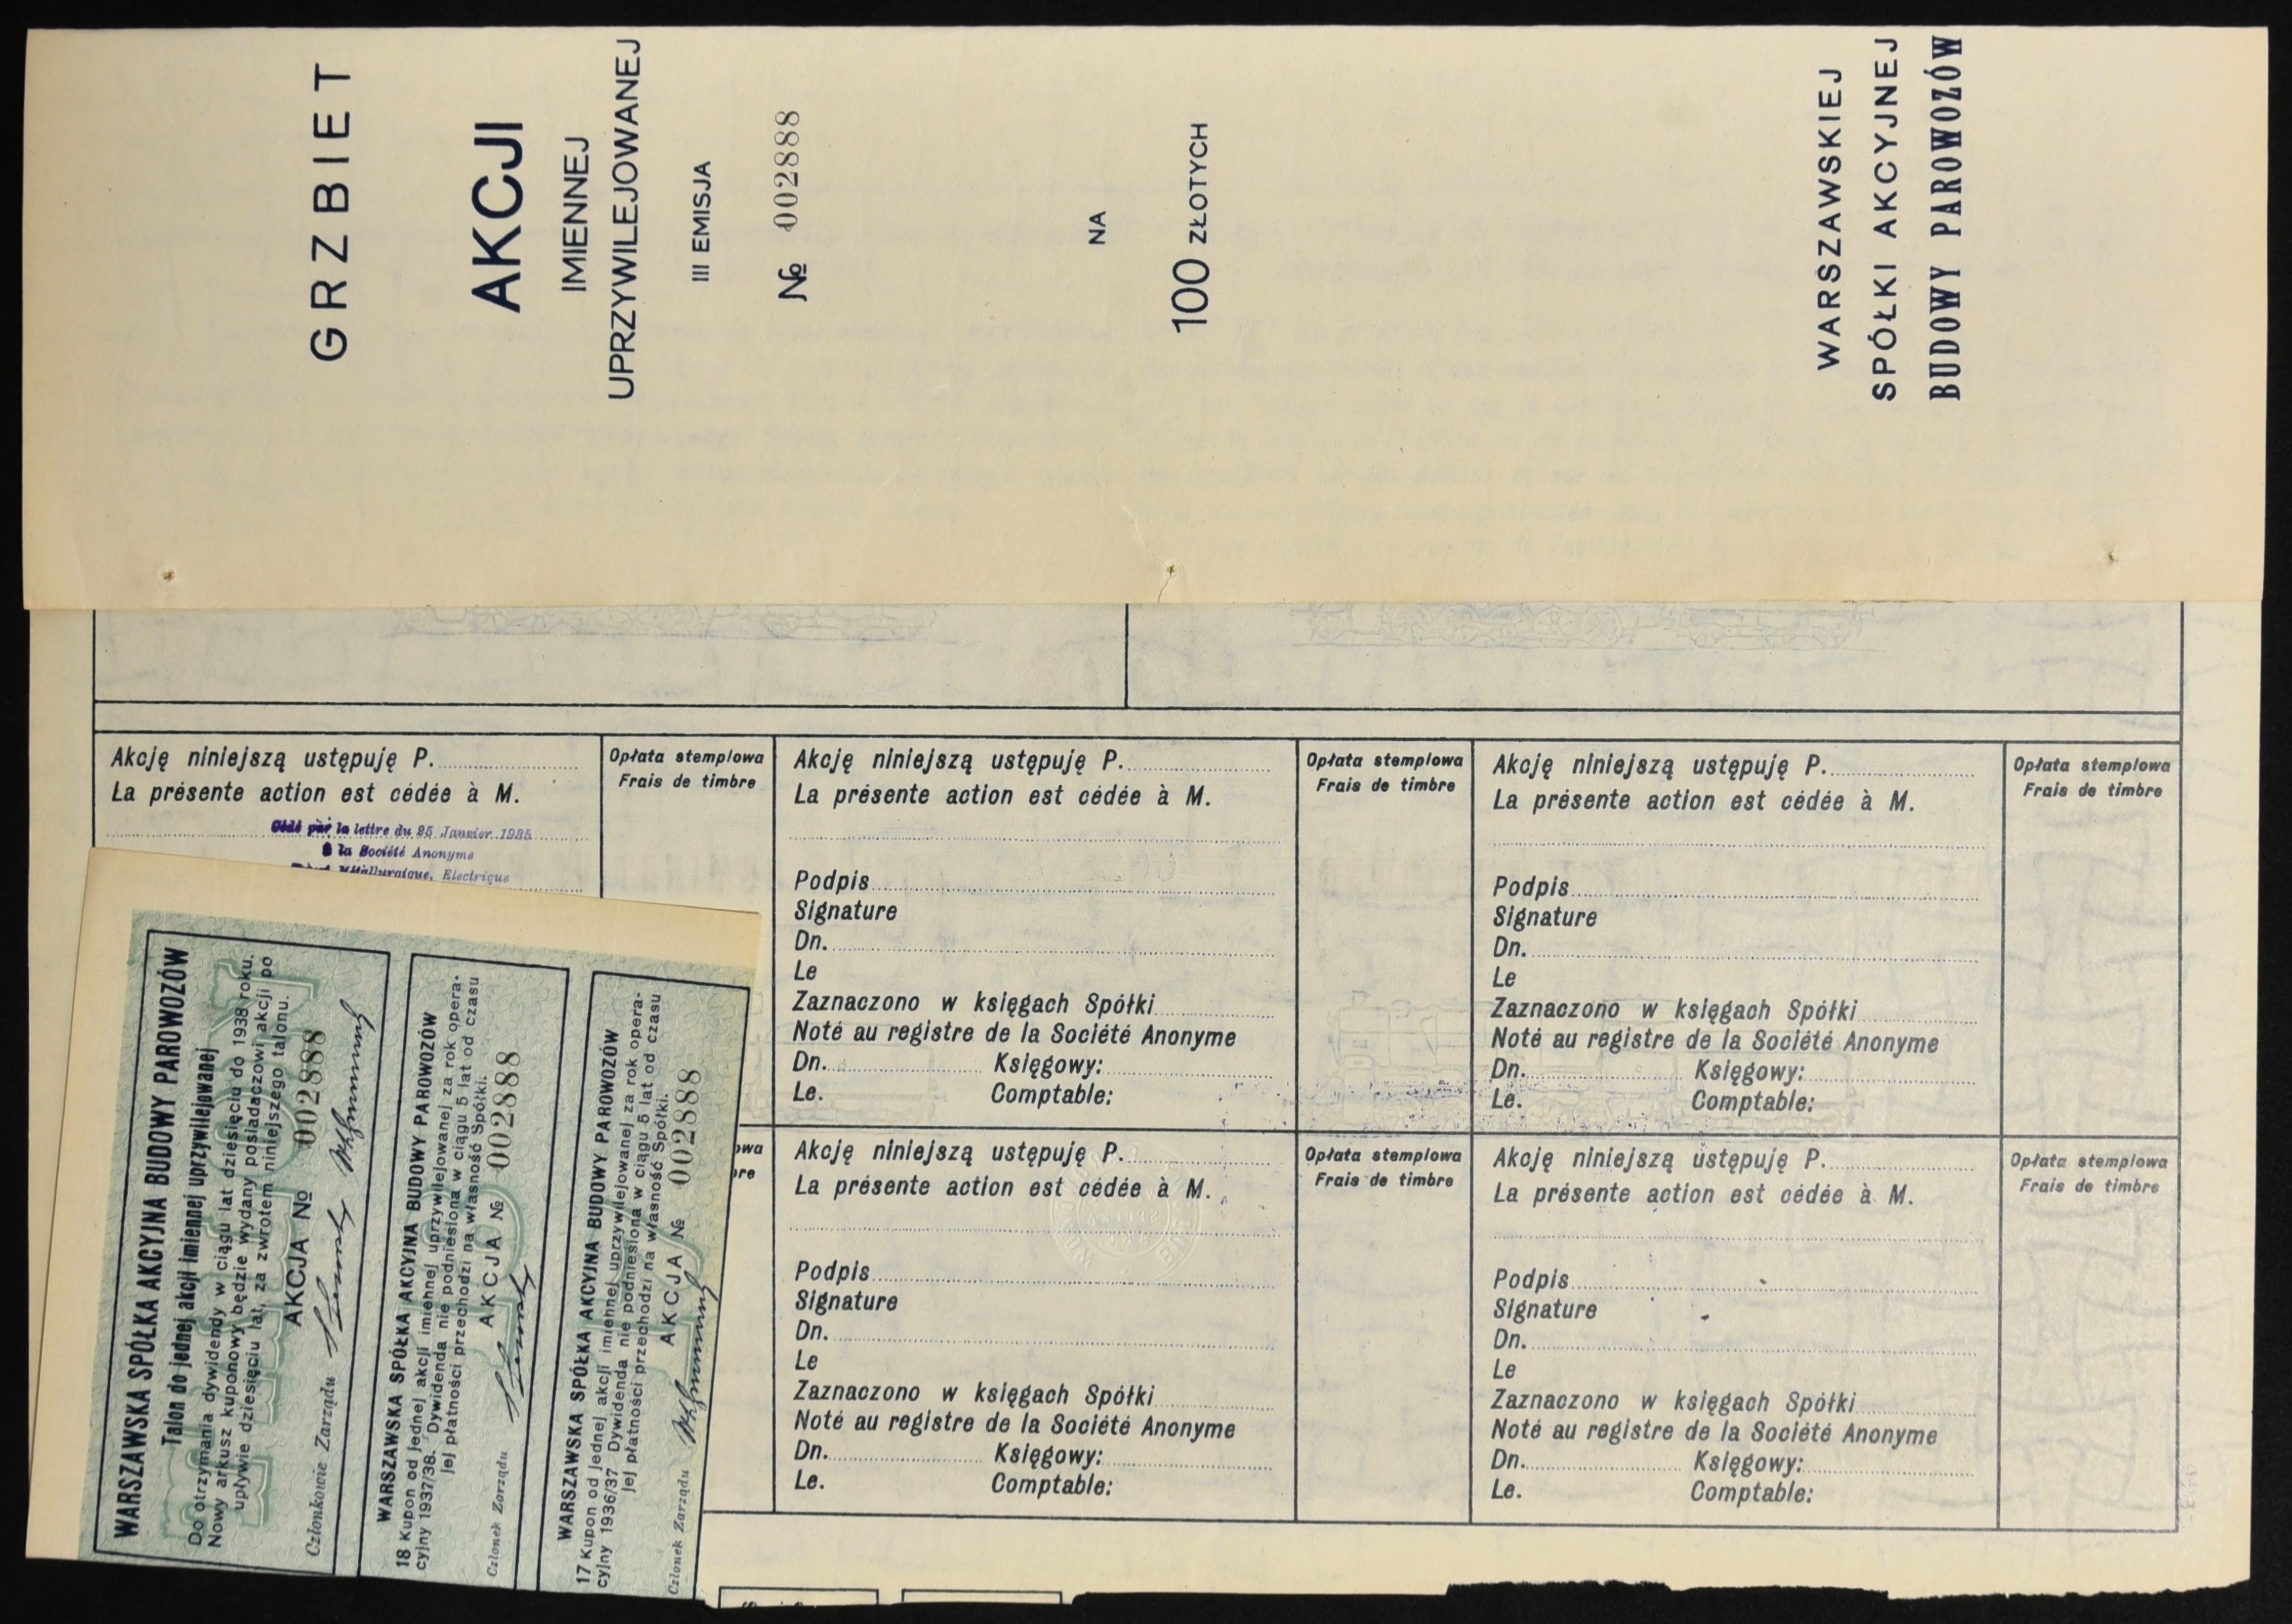 GRZBIET
AKCJI
IMIENNEJ
UPRZYWILEJOWANEJ
III EMISJA
№ 002888
NA
100 ZŁOTYCH
WARSZAWSKIEJ
SPÓŁKI AKCYJNEJ
BUDOWY PAROWOZÓW
Akcję niniejszą ustępuję P.
La présente action est cédée à M.
Cédé par la lettre du 25 Janvier 1935
à la Société Anonyme
Métallurgique, Electrique
Opłata stemplowa
Frais de timbre
Akcję niniejszą ustępuję P.
La présente action est cédée à M.
Podpis
Signature
Dn.
Le
Zaznaczono w księgach Spółki
Noté au registre de la Société Anonyme
Dn. Księgowy:
Le. Comptable:
Opłata stemplowa
Frais de timbre
Akcję niniejszą ustępuję P.
La présente action est cédée à M.
Podpis
Signature
Dn.
Le
Zaznaczono w księgach Spółki
Noté au registre de la Société Anonyme
Dn. Księgowy:
Le. Comptable:
Opłata stemplowa
Frais de timbre
WARSZAWSKA SPÓŁKA AKCYJNA BUDOWY PAROWOZÓW
Talon do jednej akcji imiennej uprzywilejowanej
Do otrzymania dywidendy w ciągu lat dziesięciu do 1938 roku.
Nowy arkusz kuponowy będzie wydany posiadaczowi akcji po
upływie dziesięciu lat, za zwrotem niniejszego talonu.
AKCJA № 002888
Członkowie Zarządu
WARSZAWSKA SPÓŁKA AKCYJNA BUDOWY PAROWOZÓW
18 Kupon od jednej akcji imiennej uprzywilejowanej za rok opera-
cyjny 1937/38. Dywidenda nie podniesiona w ciągu 5 lat od czasu
jej płatności przechodzi na własność Spółki.
AKCJA № 002888
Członek Zarządu
WARSZAWSKA SPÓŁKA AKCYJNA BUDOWY PAROWOZÓW
17 Kupon od jednej akcji imiennej uprzywilejowanej za rok opera-
cyjny 1936/37 Dywidenda nie podniesiona w ciągu 5 lat od czasu
jej płatności przechodzi na własność Spółki.
AKCJA № 002888
Członek Zarządu
owa
bre
Akcję niniejszą ustępuję P.
La présente action est cédée à M.
Podpis
Signature
Dn.
Le
Zaznaczono w księgach Spółki
Noté au registre de la Société Anonyme
Dn. Księgowy:
Le. Comptable:
Opłata stemplowa
Frais de timbre
Akcję niniejszą ustępuję P.
La présente action est cédée à M.
Podpis
Signature
Dn.
Le
Zaznaczono w księgach Spółki
Noté au registre de la Société Anonyme
Dn. Księgowy:
Le. Comptable:
Opłata stemplowa
Frais de timbre